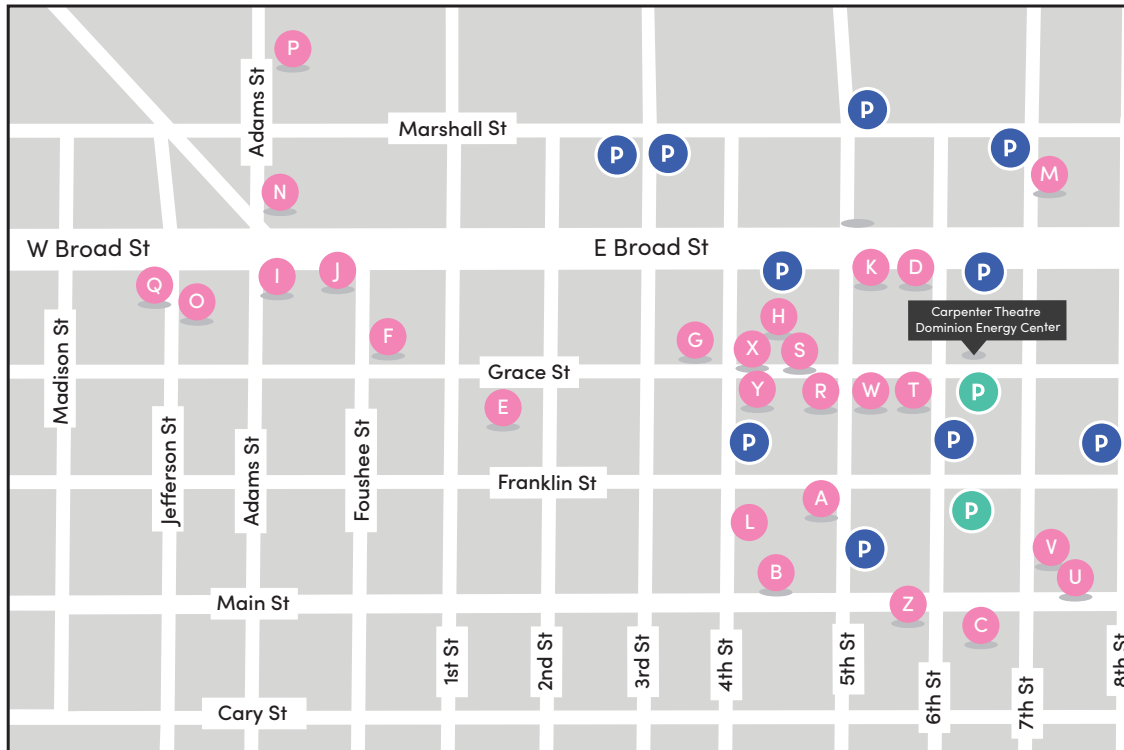 P
Adams St
P
Marshall St
P
P
P
M
N
W Broad St
E Broad St
Q
O
I
J
P
K
D
P
Carpenter Theatre
Dominion Energy Center
F
G
H
X
S
Madison St
Grace St
E
Y
R
W
T
P
Jefferson St
Adams St
Foushee St
P
P
P
Franklin St
A
L
P
P
B
V
U
Main St
Z
C
1st St
2nd St
3rd St
4th St
5th St
6th St
7th St
8th St
Cary St